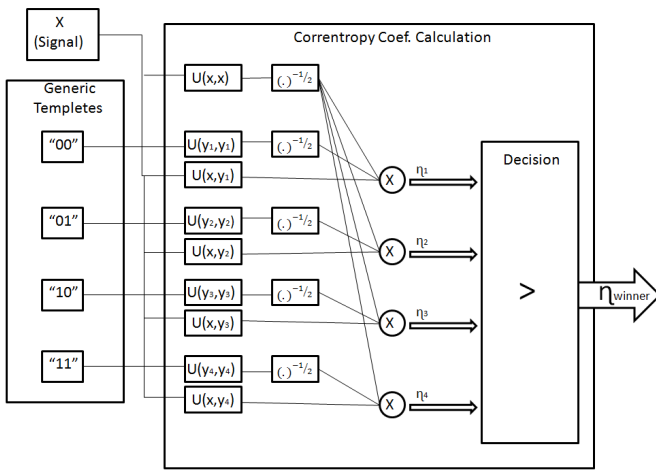 X
(Signal)
Correntropy Coef. Calculation
Generic
Templetes
U(x,x)
(.)⁻¹/²
"00"
U(y₁,y₁)
(.)⁻¹/²
U(x,y₁)
X
η₁
Decision
"01"
U(y₂,y₂)
(.)⁻¹/²
U(x,y₂)
X
η₂
"10"
U(y₃,y₃)
(.)⁻¹/²
U(x,y₃)
X
η₃
>
ηwinner
"11"
U(y₄,y₄)
(.)⁻¹/²
U(x,y₄)
X
η₄